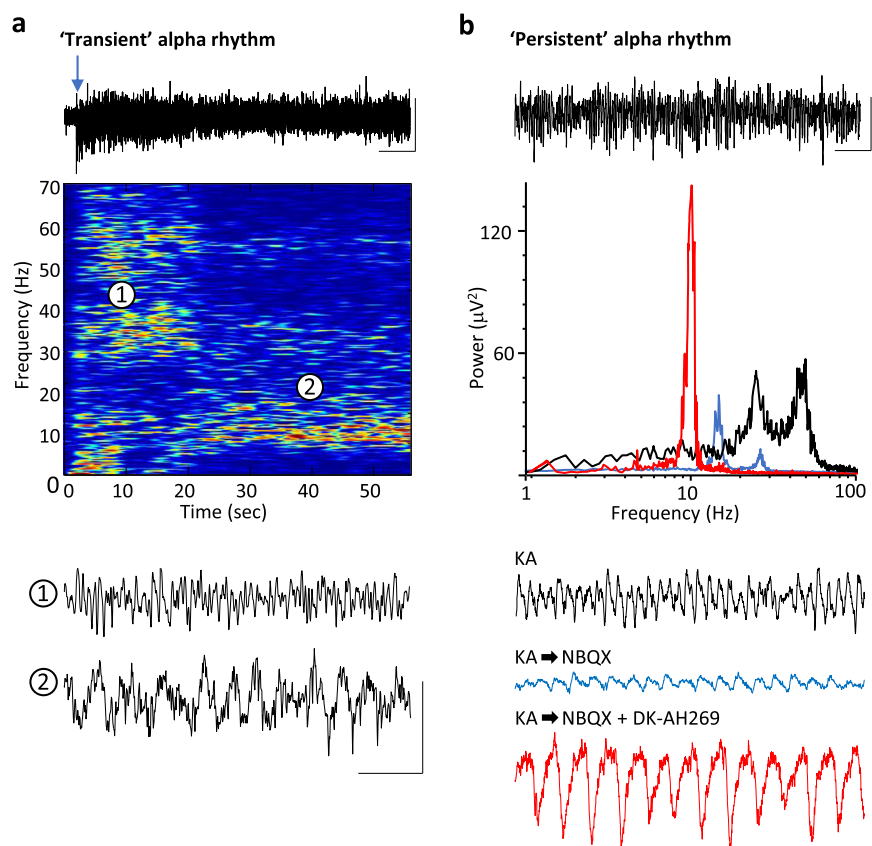 a
'Transient' alpha rhythm
70
60
50
40
30
20
10
0
Frequency (Hz)
1
2
0 10 20 30 40 50
Time (sec)
1
2
b
'Persistent' alpha rhythm
120
60
Power (µV²)
1 10 100
Frequency (Hz)
KA
KA ➡ NBQX
KA ➡ NBQX + DK-AH269